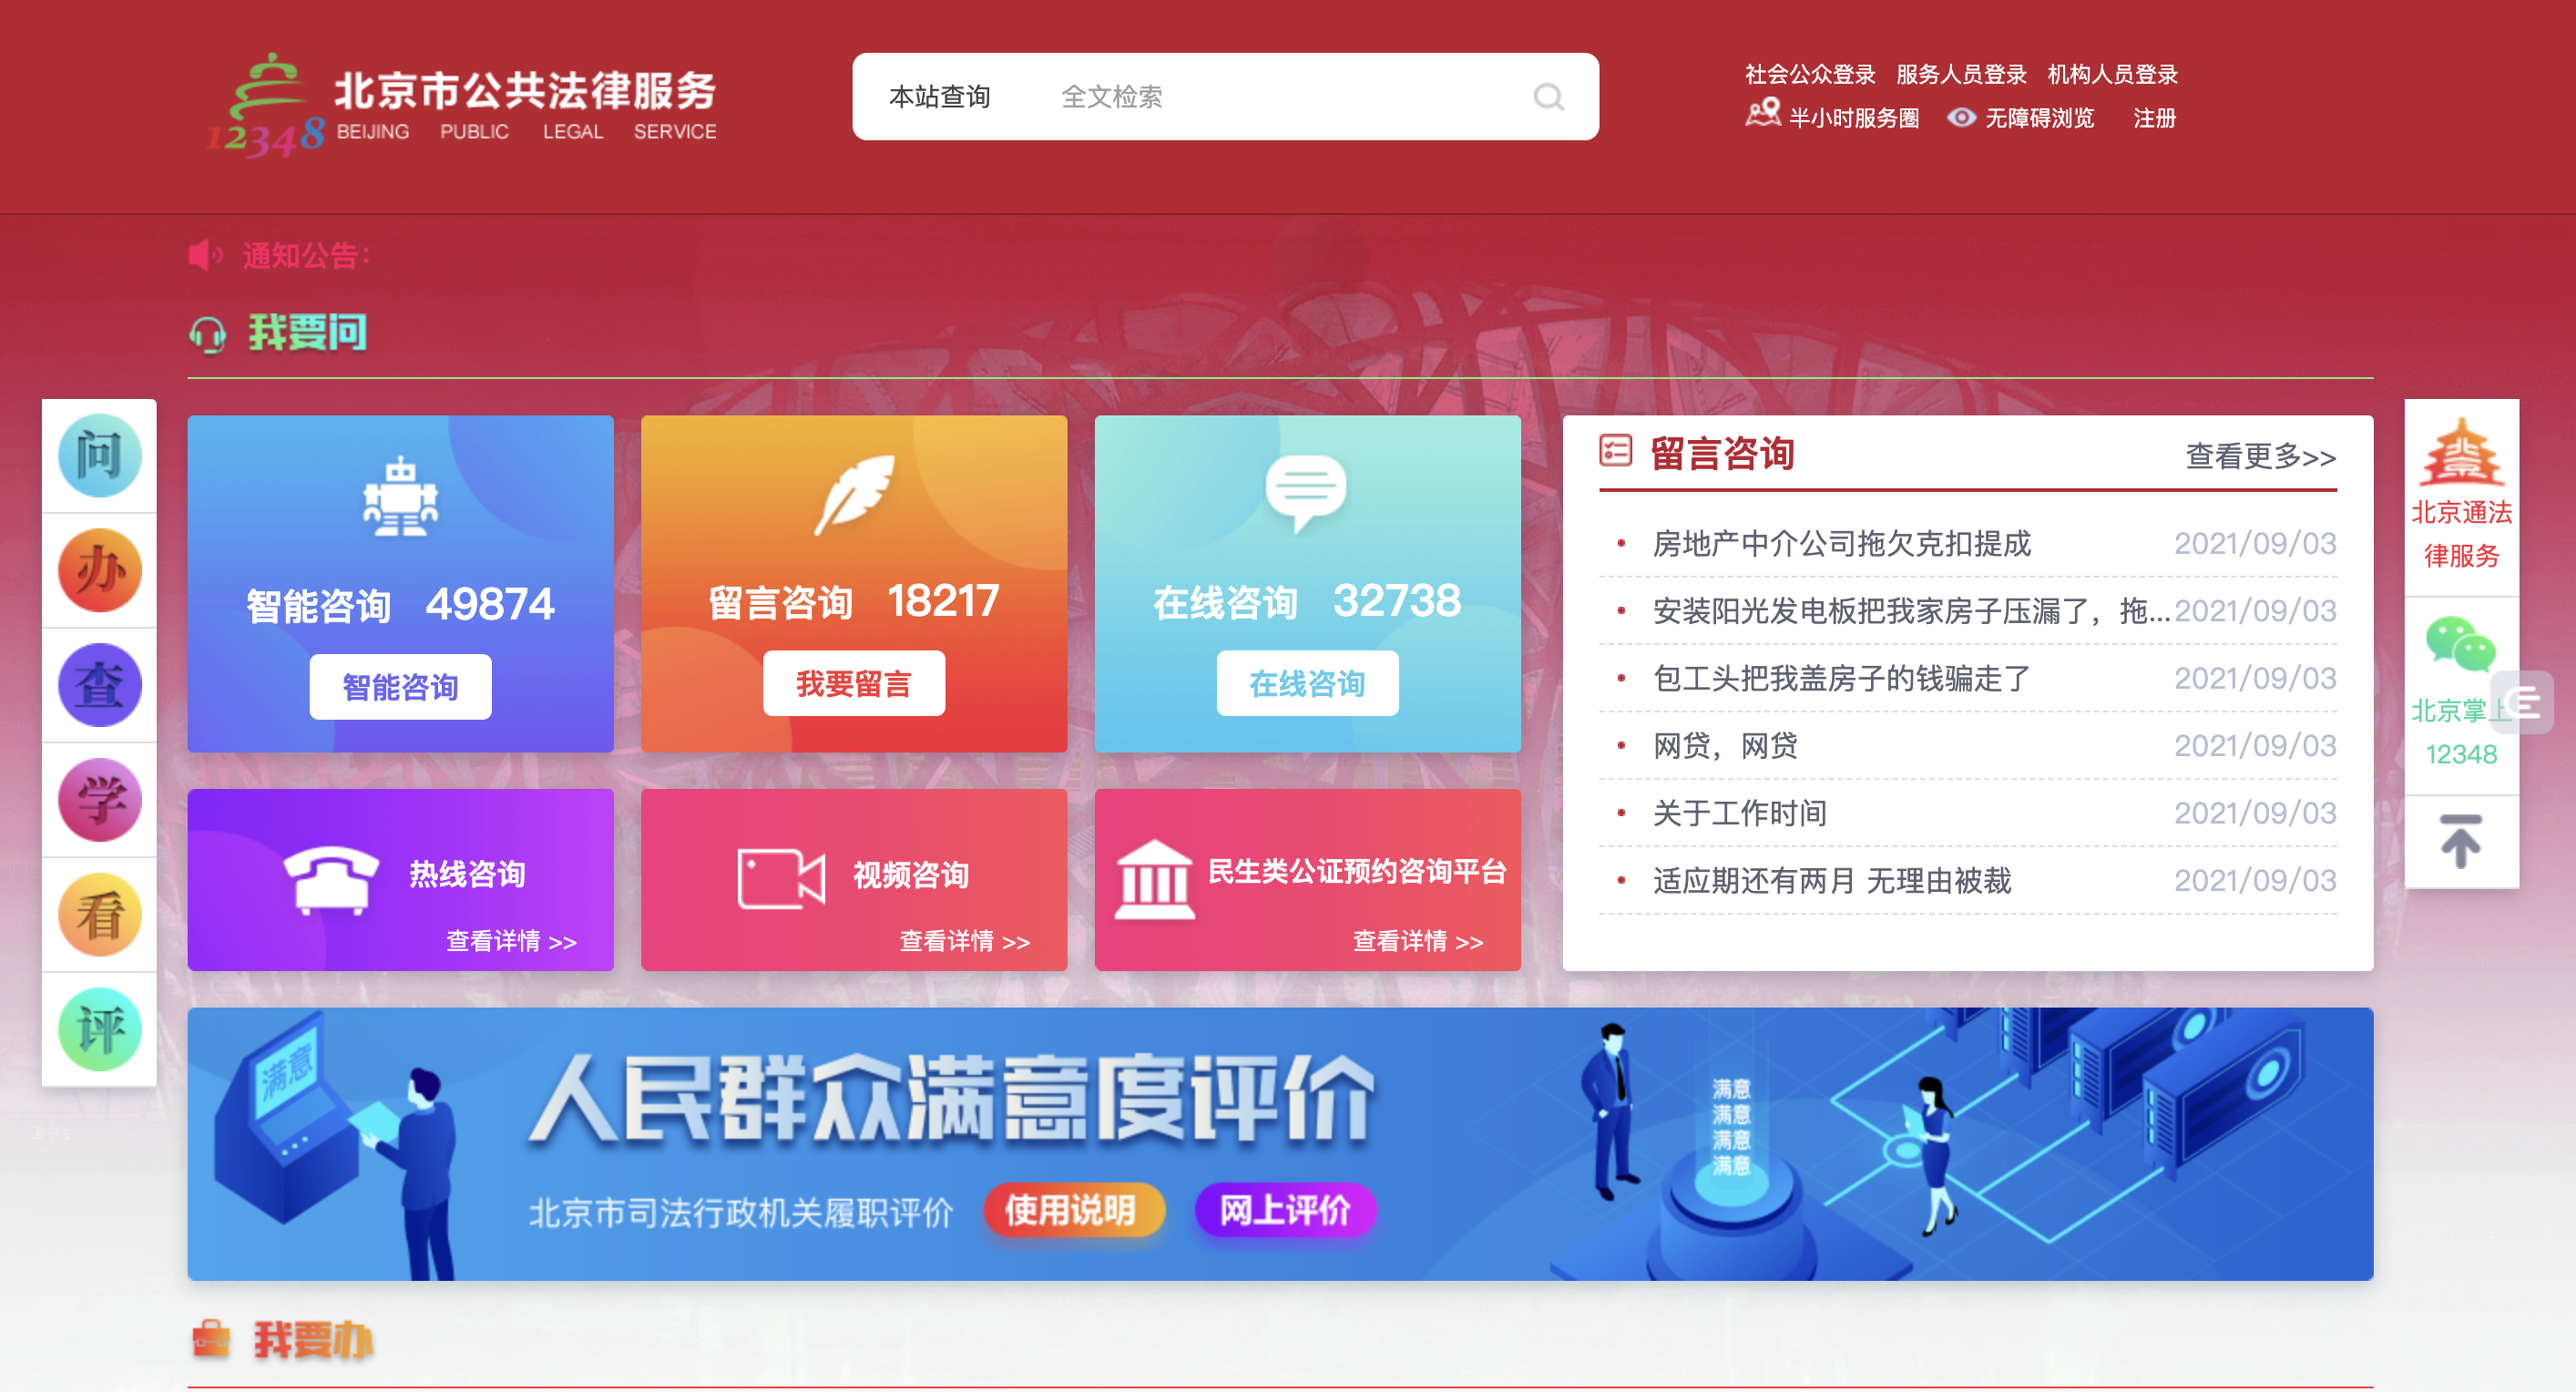 北京市公共法律服务
12348 BEIJING PUBLIC LEGAL SERVICE
本站查询 全文检索
社会公众登录 服务人员登录 机构人员登录
半小时服务圈 无障碍浏览 注册
通知公告：
我要问
问
办
查
学
看
评
智能咨询 49874
智能咨询
留言咨询 18217
我要留言
在线咨询 32738
在线咨询
热线咨询
查看详情 >>
视频咨询
查看详情 >>
民生类公证预约咨询平台
查看详情 >>
留言咨询 查看更多>>
房地产中介公司拖欠克扣提成 2021/09/03
安装阳光发电板把我家房子压漏了，拖... 2021/09/03
包工头把我盖房子的钱骗走了 2021/09/03
网贷，网贷 2021/09/03
关于工作时间 2021/09/03
适应期还有两月 无理由被裁 2021/09/03
北京通法
律服务
北京掌上
12348
满意
人民群众满意度评价
北京市司法行政机关履职评价 使用说明 网上评价
满意
满意
满意
满意
我要办